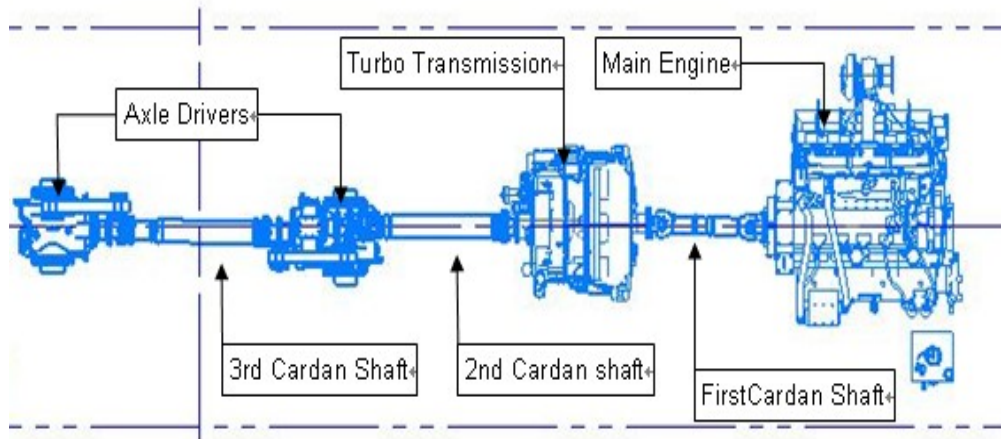 Turbo Transmission
Main Engine
Axle Drivers
3rd Cardan Shaft
2nd Cardan shaft
FirstCardan Shaft